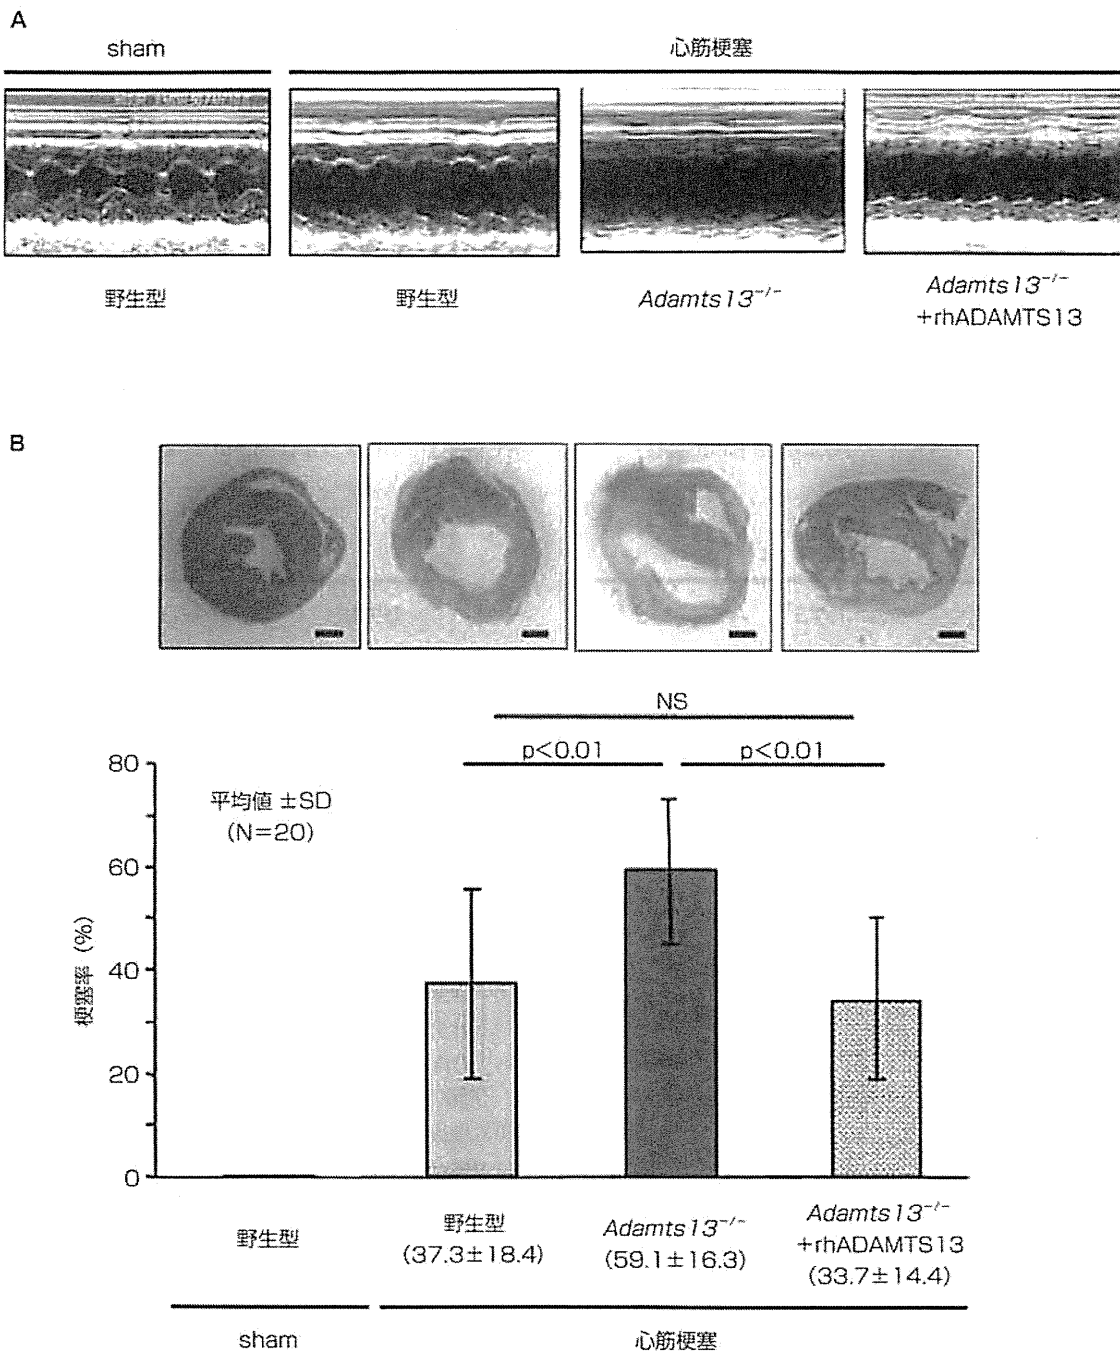 A
sham
心筋梗塞
野生型
野生型
Adamts13⁻/⁻
Adamts13⁻/⁻
+rhADAMTS13
B
NS
p<0.01
p<0.01
80
60
40
20
0
梗塞率 (%)
平均値 ±SD
(N=20)
野生型
野生型
(37.3±18.4)
Adamts13⁻/⁻
(59.1±16.3)
Adamts13⁻/⁻
+rhADAMTS13
(33.7±14.4)
sham
心筋梗塞